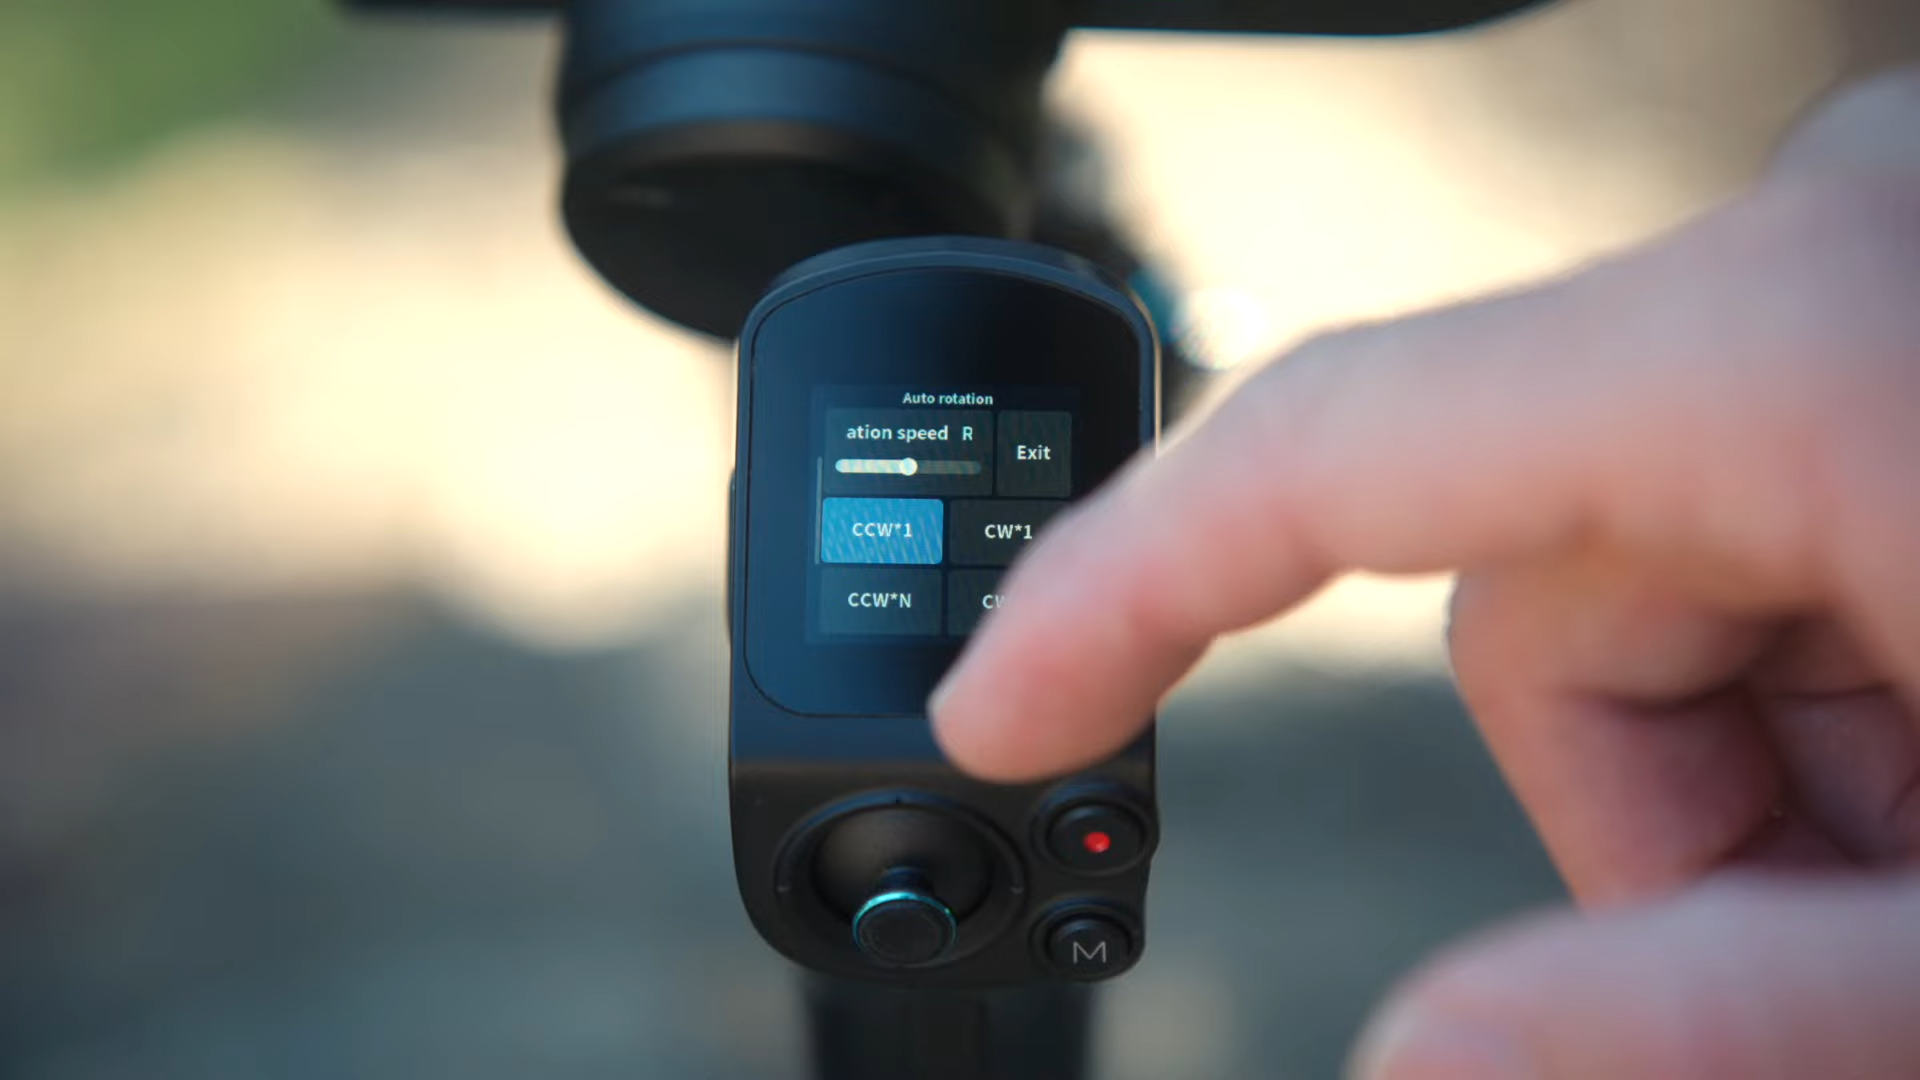 Auto rotation
ation speed R
Exit
CCW*1 CW*1
CCW*N
M